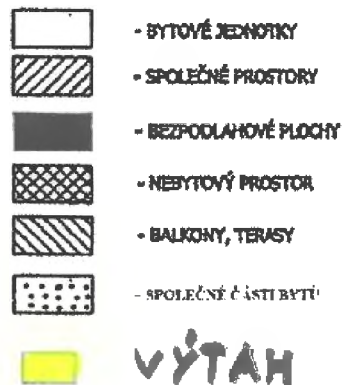 - BYTOVÉ JEDNOTKY
- SPOLEČNÉ PROSTORY
- BEZPODLAHOVÉ PLOCHY
- NEBYTOVÝ PROSTOR
- BALKONY, TERASY
- SPOLEČNÉ ČÁSTI BYTŮ
VÝTAH